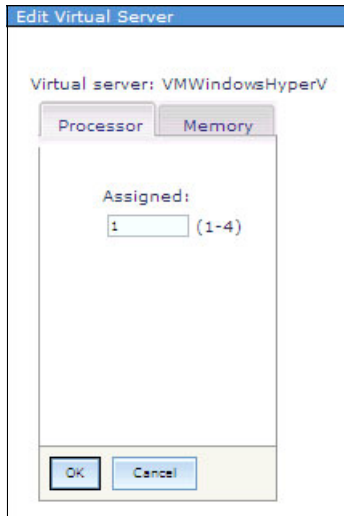 Edit Virtual Server
Virtual server: VMWindowsHyperV
Processor Memory
Assigned:
1 (1-4)
OK Cancel